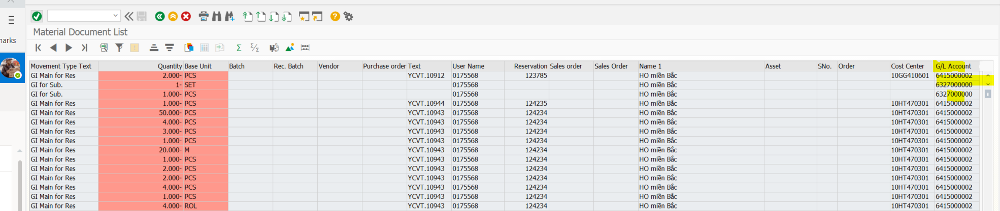 narks
Material Document List
Movement Type Text Quantity Base Unit Batch Rec. Batch Vendor Purchase order Text User Name Reservation Sales order Sales Order Name 1 Asset SNo. Order Cost Center G/L Account
GI Main for Res 2.000- PCS YCVT.10912 0175568 123785 HO miền Bắc 10GG410601 6415000002
GI for Sub. 1- SET 0175568 HO miền Bắc 6327000000
GI for Sub. 1.000- PCS 0175568 HO miền Bắc 6327000000
GI Main for Res 1.000- PCS YCVT.10944 0175568 124235 HO miền Bắc 10HT470301 6415000002
GI Main for Res 50.000- PCS YCVT.10943 0175568 124234 HO miền Bắc 10HT470301 6415000002
GI Main for Res 4.000- PCS YCVT.10943 0175568 124234 HO miền Bắc 10HT470301 6415000002
GI Main for Res 3.000- PCS YCVT.10943 0175568 124234 HO miền Bắc 10HT470301 6415000002
GI Main for Res 1.000- PCS YCVT.10943 0175568 124234 HO miền Bắc 10HT470301 6415000002
GI Main for Res 20.000- M YCVT.10943 0175568 124234 HO miền Bắc 10HT470301 6415000002
GI Main for Res 1.000- PCS YCVT.10943 0175568 124234 HO miền Bắc 10HT470301 6415000002
GI Main for Res 2.000- PCS YCVT.10943 0175568 124234 HO miền Bắc 10HT470301 6415000002
GI Main for Res 2.000- PCS YCVT.10943 0175568 124234 HO miền Bắc 10HT470301 6415000002
GI Main for Res 4.000- PCS YCVT.10943 0175568 124234 HO miền Bắc 10HT470301 6415000002
GI Main for Res 1.000- PCS YCVT.10943 0175568 124234 HO miền Bắc 10HT470301 6415000002
GI Main for Res 4.000- ROL YCVT.10943 0175568 124234 HO miền Bắc 10HT470301 6415000002